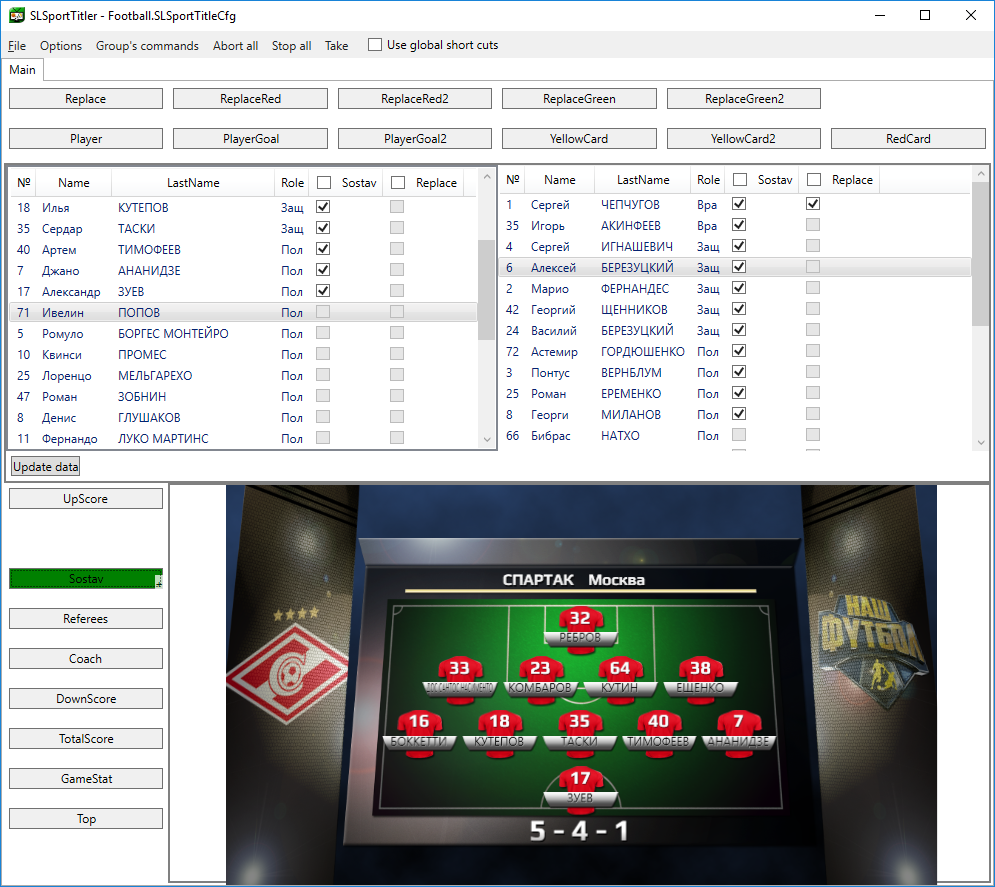 SLSportTitler - Football.SLSportTitleCfg
File Options Group's commands Abort all Stop all Take Use global short cuts
Main
Replace ReplaceRed ReplaceRed2 ReplaceGreen ReplaceGreen2
Player PlayerGoal PlayerGoal2 YellowCard YellowCard2 RedCard
№ Name LastName Role Sostav Replace
18 Илья КУТЕПОВ Защ
35 Сердар ТАСКИ Защ
40 Артем ТИМОФЕЕВ Пол
7 Джано АНАНИДЗЕ Пол
17 Александр ЗУЕВ Пол
71 Ивелин ПОПОВ Пол
5 Ромуло БОРГЕС МОНТЕЙРО Пол
10 Квинси ПРОМЕС Пол
25 Лоренцо МЕЛЬГАРЕХО Пол
47 Роман ЗОБНИН Пол
8 Денис ГЛУШАКОВ Пол
11 Фернандо ЛУКО МАРТИНС Пол
№ Name LastName Role Sostav Replace
1 Сергей ЧЕПЧУГОВ Вра
35 Игорь АКИНФЕЕВ Вра
4 Сергей ИГНАШЕВИЧ Защ
6 Алексей БЕРЕЗУЦКИЙ Защ
2 Марио ФЕРНАНДЕС Защ
42 Георгий ЩЕННИКОВ Защ
24 Василий БЕРЕЗУЦКИЙ Защ
72 Астемир ГОРДЮШЕНКО Пол
3 Понтус ВЕРНБЛУМ Пол
25 Роман ЕРЕМЕНКО Пол
8 Георги МИЛАНОВ Пол
66 Бибрас НАТХО Пол
Update data
UpScore
Sostav
Referees
Coach
DownScore
TotalScore
GameStat
Top
СПАРТАК Москва
32
РЕБРОВ
33 23 64 38
ДОС САНТОС НАСИМЕНТО КОМБАРОВ КУТИН ЕЩЕНКО
16 18 35 40 7
БОККЕТТИ КУТЕПОВ ТАСКИ ТИМОФЕЕВ АНАНИДЗЕ
17
ЗУЕВ
5 - 4 - 1
НАШ
ФУТБОЛ